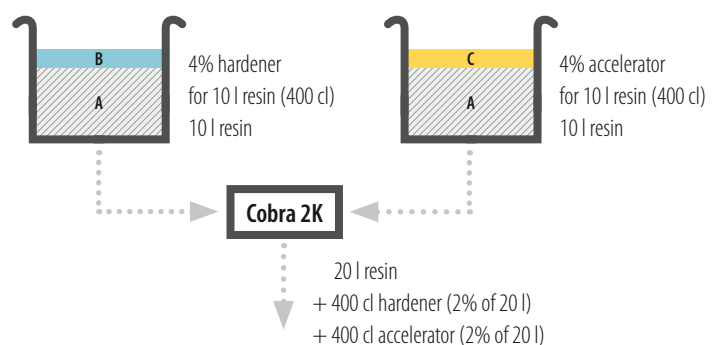 B
A
4% hardener
for 10 l resin (400 cl)
10 l resin
C
A
4% accelerator
for 10 l resin (400 cl)
10 l resin
Cobra 2K
20 l resin
+ 400 cl hardener (2% of 20 l)
+ 400 cl accelerator (2% of 20 l)